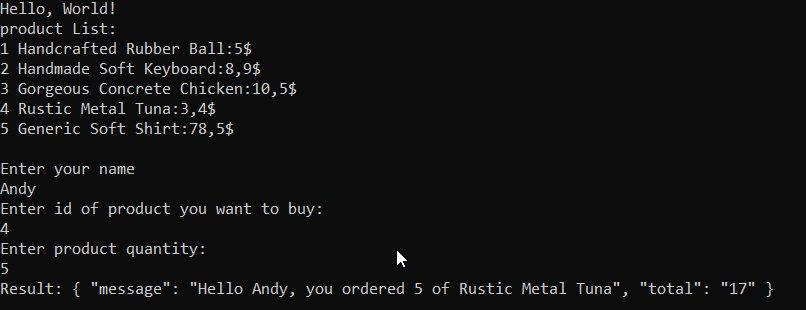 Hello, World!
product List:
1 Handcrafted Rubber Ball:5$
2 Handmade Soft Keyboard:8,9$
3 Gorgeous Concrete Chicken:10,5$
4 Rustic Metal Tuna:3,4$
5 Generic Soft Shirt:78,5$
Enter your name
Andy
Enter id of product you want to buy:
4
Enter product quantity:
5
Result: { "message": "Hello Andy, you ordered 5 of Rustic Metal Tuna", "total": "17" }